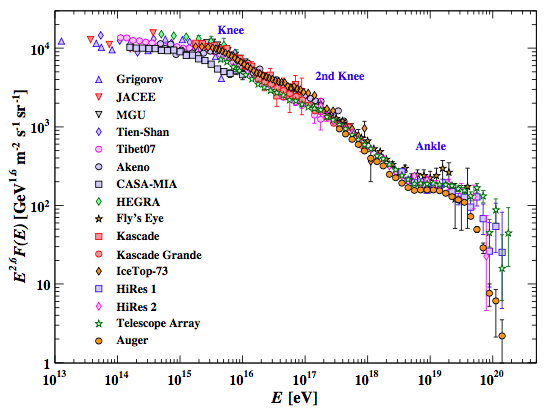 Knee
2nd Knee
Ankle
Grigorov
JACEE
MGU
Tien-Shan
Tibet07
Akeno
CASA-MIA
HEGRA
Fly's Eye
Kascade
Kascade Grande
IceTop-73
HiRes 1
HiRes 2
Telescope Array
Auger
E^2.6 F(E) [GeV^1.6 m^-2 s^-1 sr^-1]
10^4
10^3
10^2
10
1
10^13 10^14 10^15 10^16 10^17 10^18 10^19 10^20
E [eV]